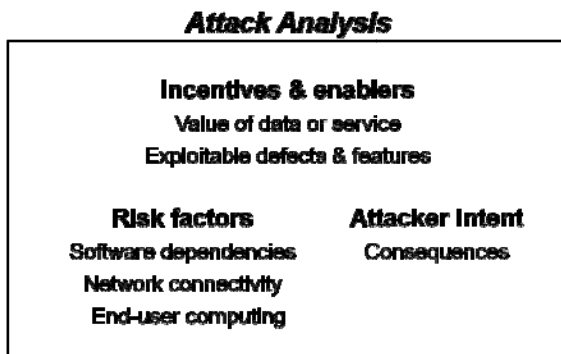 Attack Analysis
Incentives & enablers
Value of data or service
Exploitable defects & features
Risk factors
Software dependencies
Network connectivity
End-user computing
Attacker Intent
Consequences